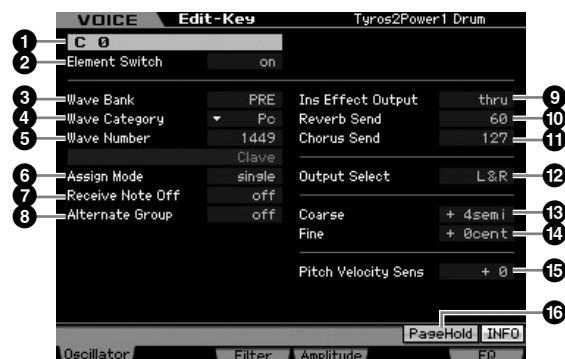 VOICE Edit-Key Tyros2Power1 Drum
1 C 0
2 Element Switch on
3 Wave Bank PRE
4 Wave Category Pc
5 Wave Number 1449
Clave
6 Assign Mode single
7 Receive Note Off off
8 Alternate Group off
Ins Effect Output thru 9
Reverb Send 60 10
Chorus Send 127 11
Output Select L&R 12
Coarse + 4semi 13
Fine + 0cent 14
Pitch Velocity Sens + 0 15
16
PageHold INFO
Oscillator Filter Amplitude EQ